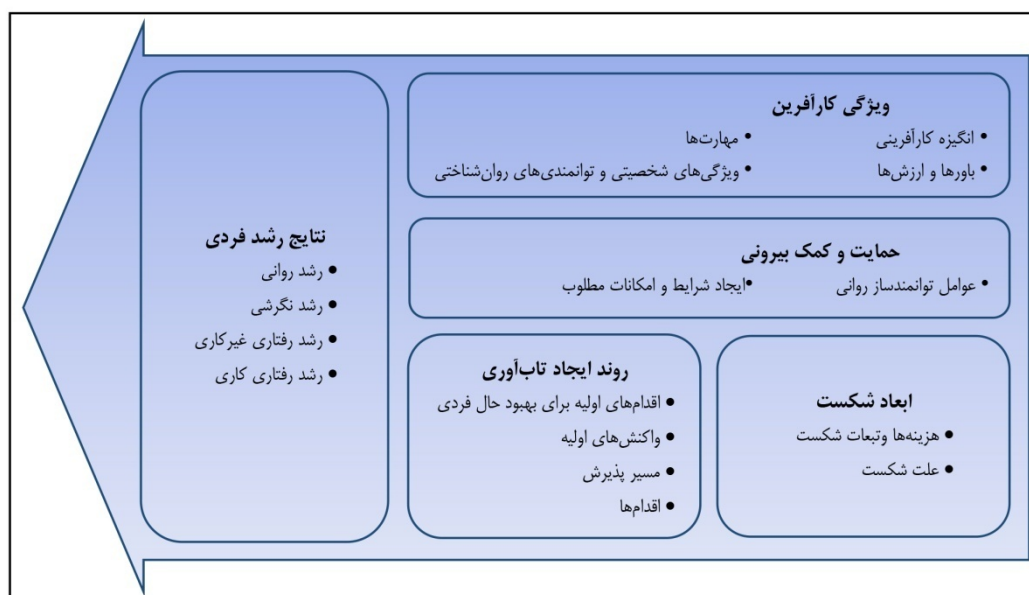 ویژگی کارآفرین
• انگیزه کارآفرینی • مهارت‌ها
• باورها و ارزش‌ها • ویژگی‌های شخصیتی و توانمندی‌های روان‌شناختی
حمایت و کمک بیرونی
• عوامل توانمندساز روانی •ایجاد شرایط و امکانات مطلوب
ابعاد شکست
• هزینه‌ها وتبعات شکست
• علت شکست
روند ایجاد تاب‌آوری
• اقدام‌های اولیه برای بهبود حال فردی
• واکنش‌های اولیه
• مسیر پذیرش
• اقدام‌ها
نتایج رشد فردی
• رشد روانی
• رشد نگرشی
• رشد رفتاری غیرکاری
• رشد رفتاری کاری